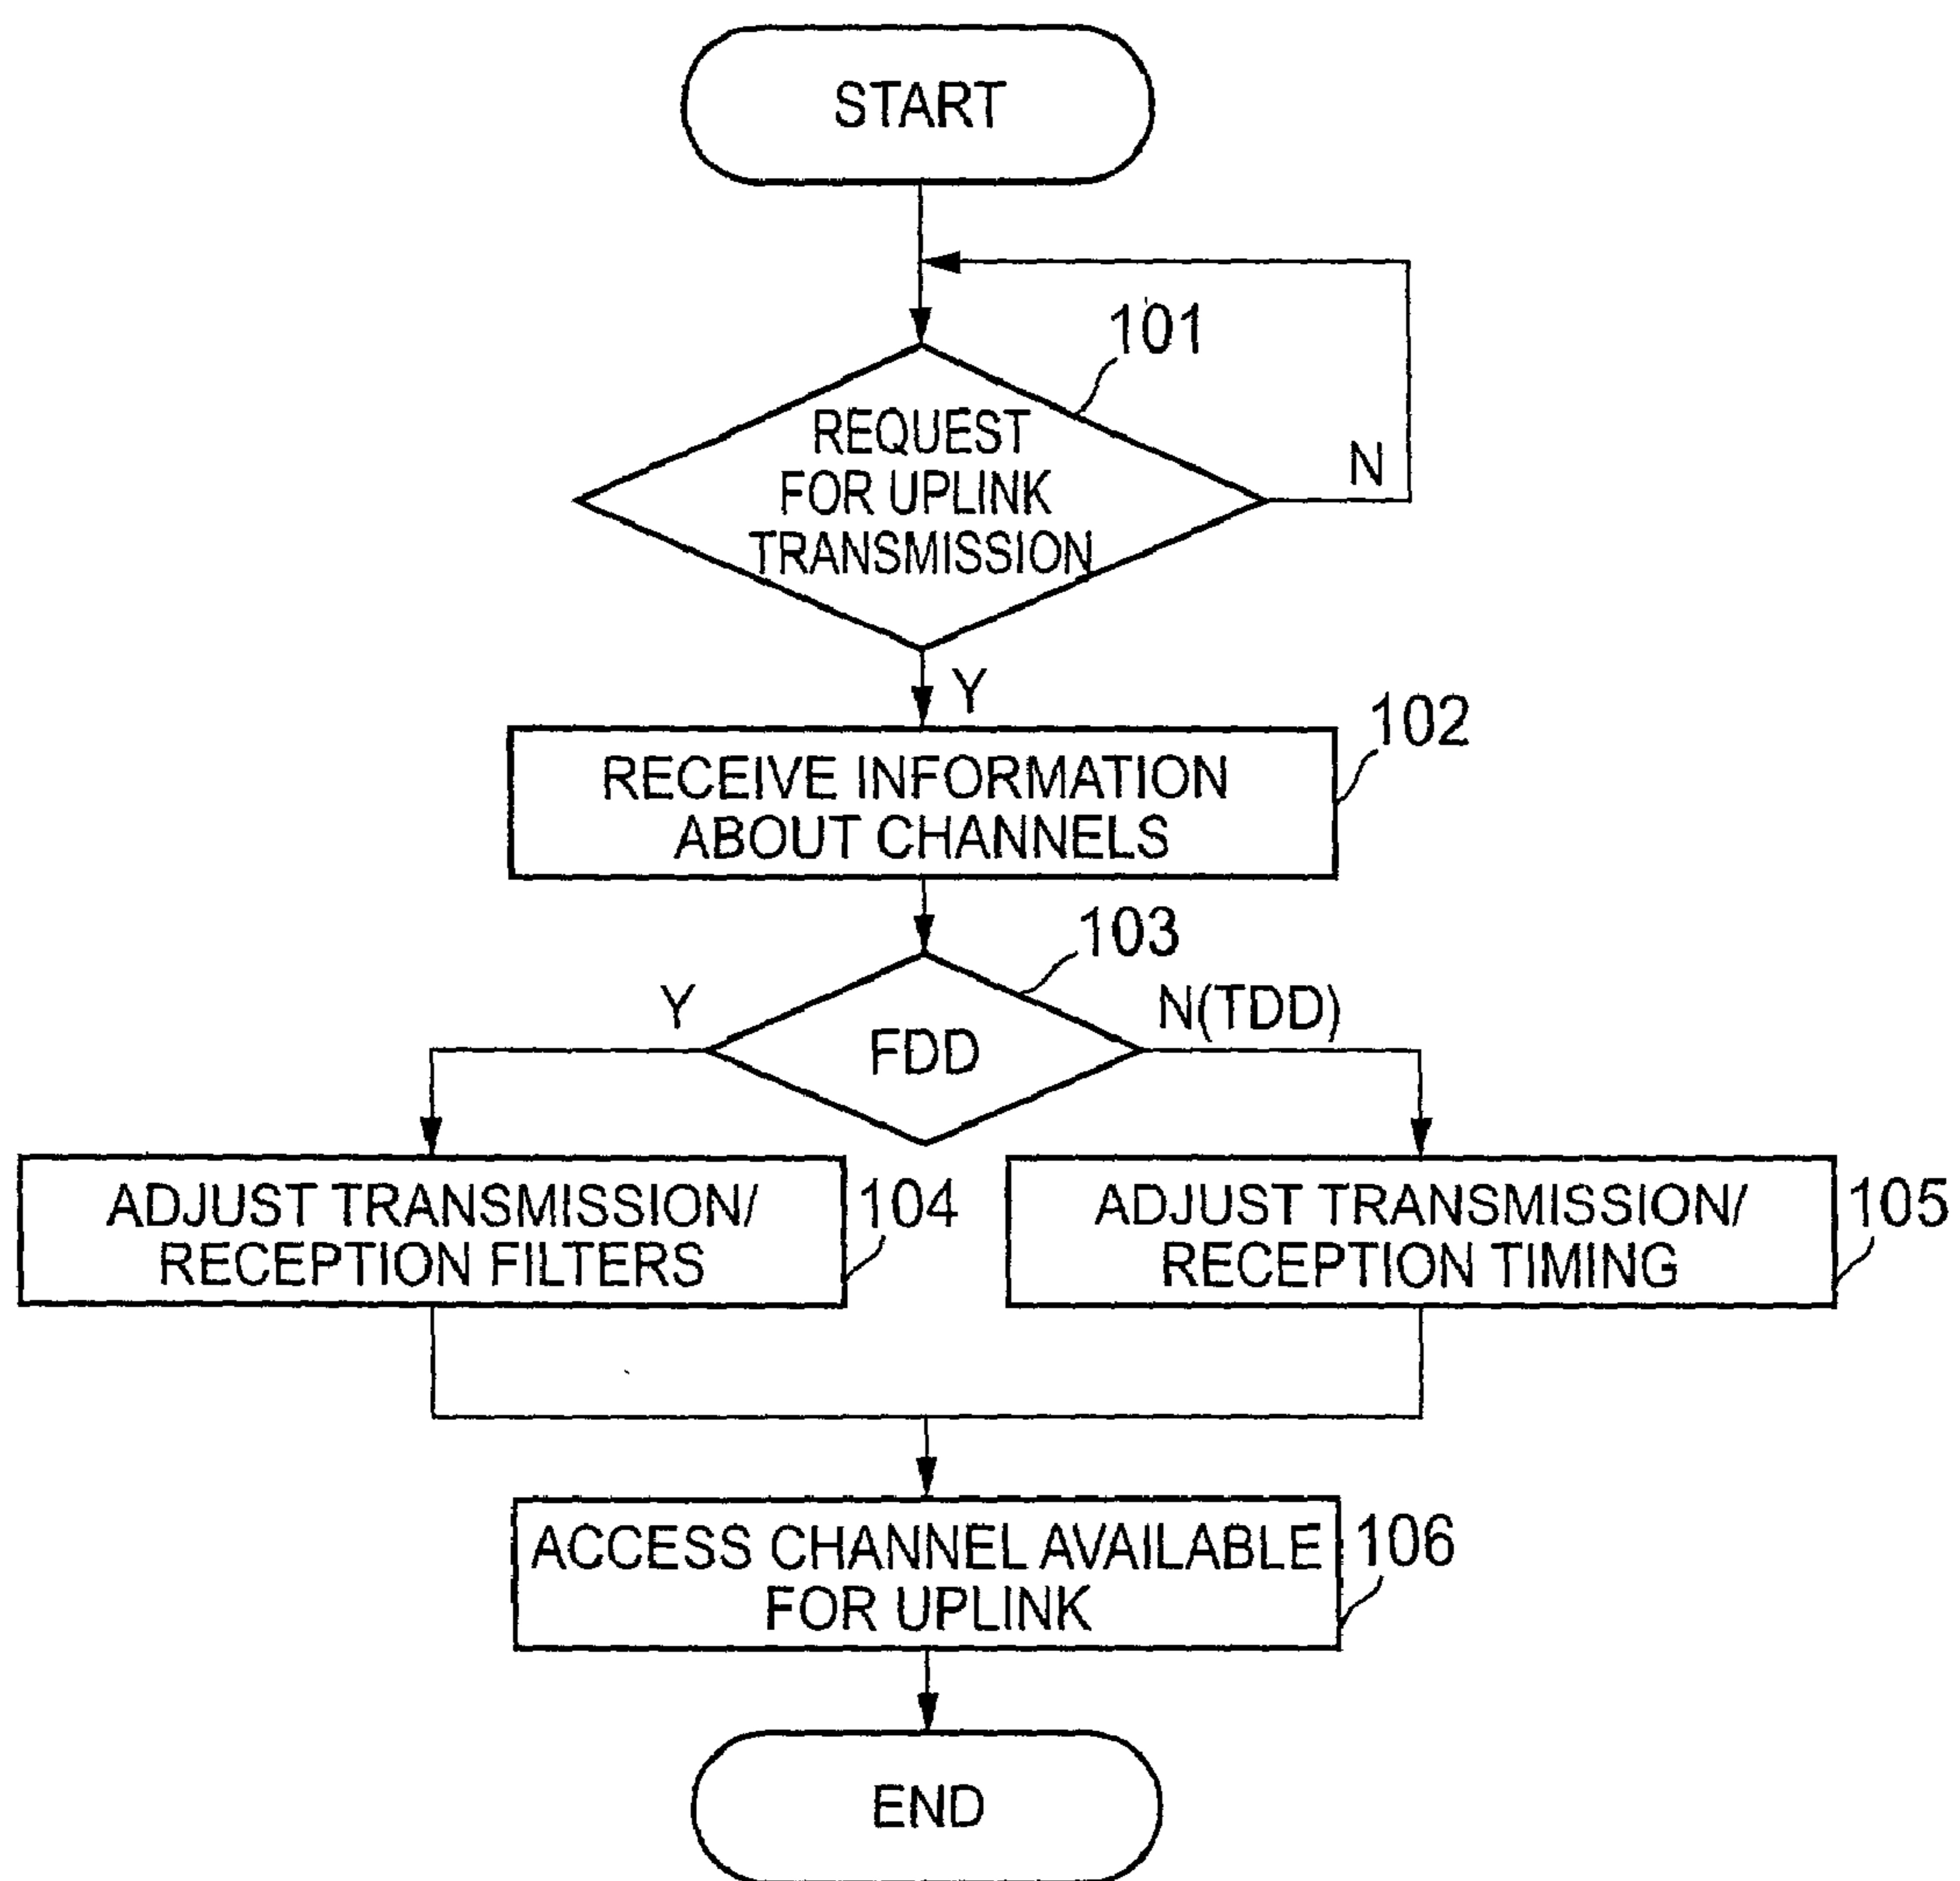 START
101
REQUEST
FOR UPLINK
TRANSMISSION
N
Y
102
RECEIVE INFORMATION
ABOUT CHANNELS
103
Y
N(TDD)
FDD
ADJUST TRANSMISSION/
RECEPTION FILTERS
104
ADJUST TRANSMISSION/
RECEPTION TIMING
105
ACCESS CHANNEL AVAILABLE
FOR UPLINK
106
END